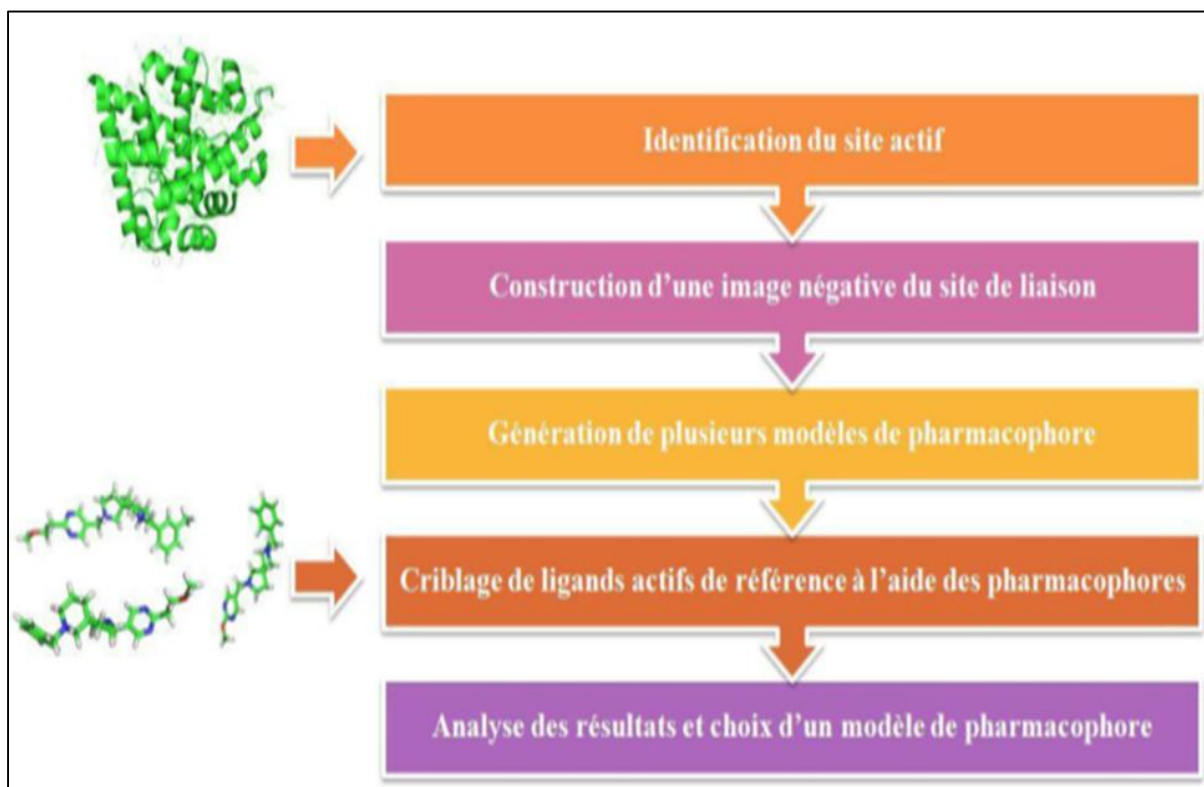 Identification du site actif
Construction d’une image négative du site de liaison
Génération de plusieurs modèles de pharmacophore
Criblage de ligands actifs de référence à l’aide des pharmacophores
Analyse des résultats et choix d’un modèle de pharmacophore